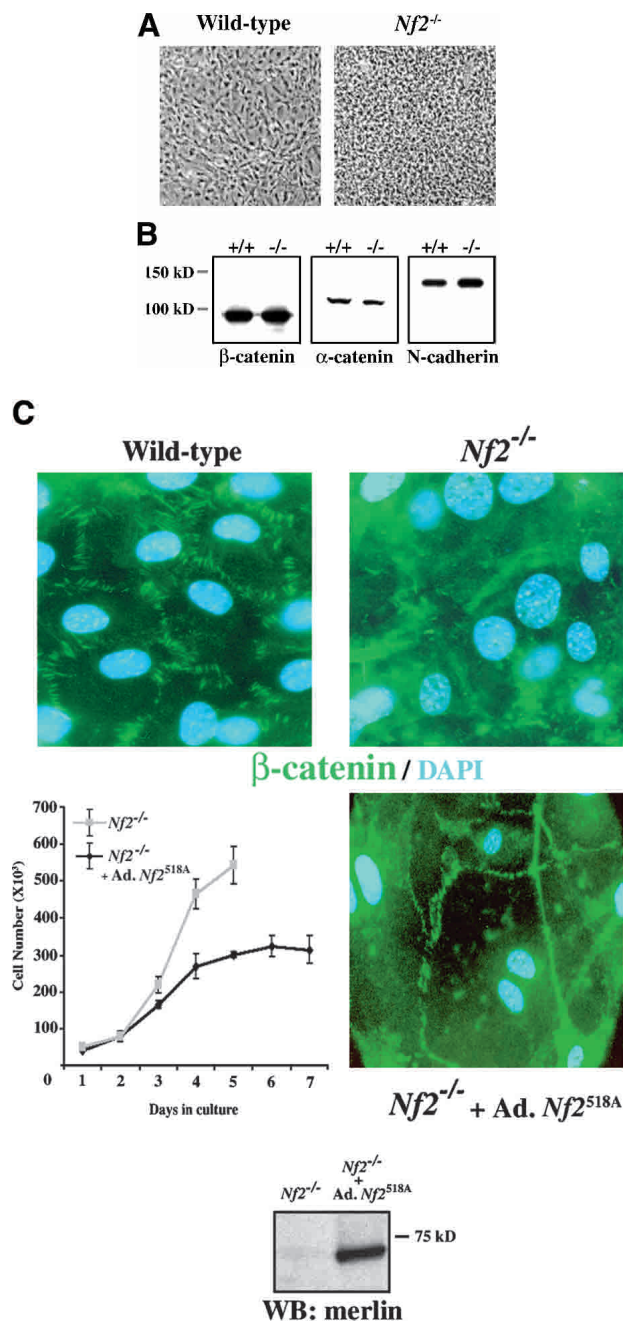 A
Wild-type Nf2-/-
B
+/+ -/- +/+ -/- +/+ -/-
150 kD
100 kD
β-catenin α-catenin N-cadherin
C
Wild-type Nf2-/-
β-catenin / DAPI
700
600
500
400
300
200
100
0
Cell Number (X10³)
Nf2-/-
Nf2-/-
+ Ad. Nf2518A
1 2 3 4 5 6 7
Days in culture
Nf2-/- + Ad. Nf2518A
Nf2-/-
Nf2-/-
+
Ad. Nf2518A
75 kD
WB: merlin